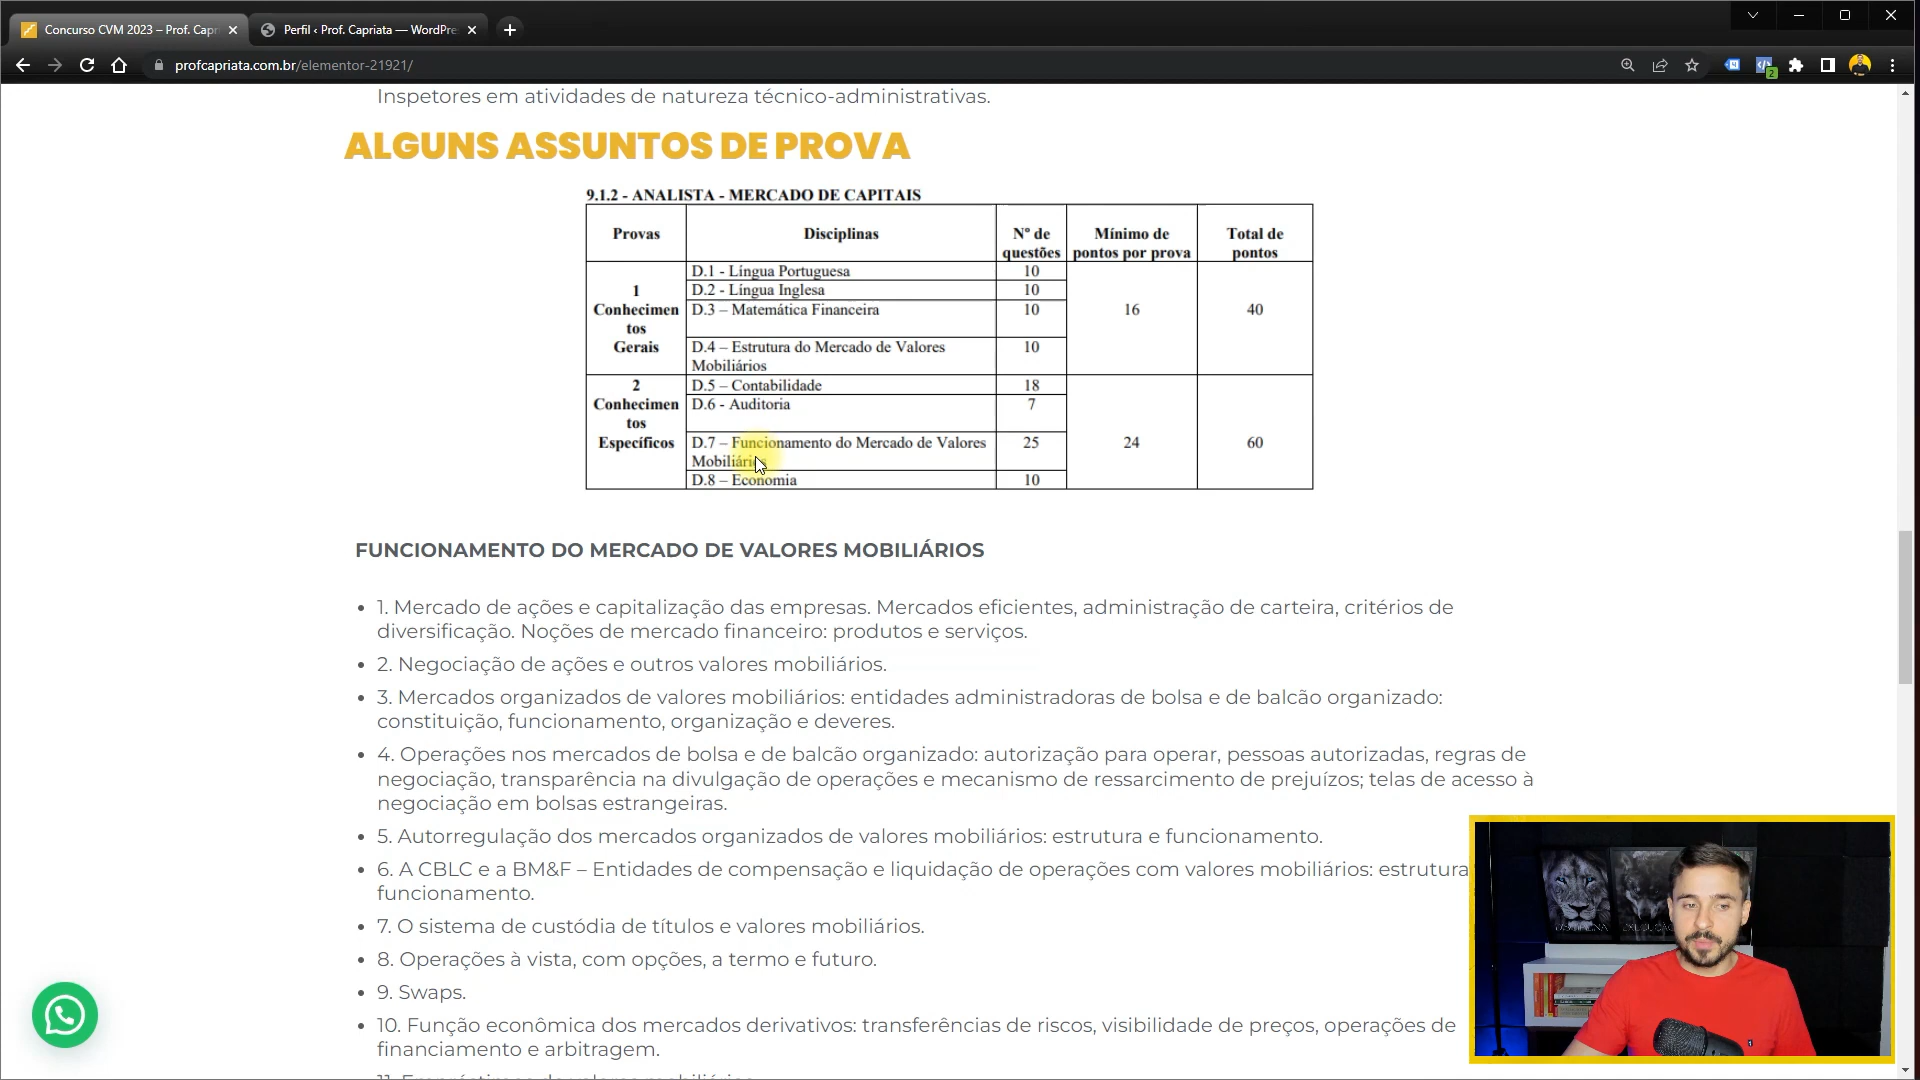 Concurso CVM 2023 – Prof. Capr
Perfil ‹ Prof. Capriata — WordPre
profcapriata.com.br/elementor-21921/
2
Inspetores em atividades de natureza técnico-administrativas.
ALGUNS ASSUNTOS DE PROVA
9.1.2 - ANALISTA - MERCADO DE CAPITAIS
Provas
Disciplinas
Nº de
questões
Mínimo de
pontos por prova
Total de
pontos
1
Conhecimen
tos
Gerais
D.1 - Língua Portuguesa
10
D.2 - Língua Inglesa
10
D.3 – Matemática Financeira
10
D.4 – Estrutura do Mercado de Valores
Mobiliários
10
16
40
2
Conhecimen
tos
Específicos
D.5 – Contabilidade
18
D.6 - Auditoria
7
D.7 – Funcionamento do Mercado de Valores
Mobiliários
25
D.8 – Economia
10
24
60
FUNCIONAMENTO DO MERCADO DE VALORES MOBILIÁRIOS
• 1. Mercado de ações e capitalização das empresas. Mercados eficientes, administração de carteira, critérios de
diversificação. Noções de mercado financeiro: produtos e serviços.
• 2. Negociação de ações e outros valores mobiliários.
• 3. Mercados organizados de valores mobiliários: entidades administradoras de bolsa e de balcão organizado:
constituição, funcionamento, organização e deveres.
• 4. Operações nos mercados de bolsa e de balcão organizado: autorização para operar, pessoas autorizadas, regras de
negociação, transparência na divulgação de operações e mecanismo de ressarcimento de prejuízos; telas de acesso à
negociação em bolsas estrangeiras.
• 5. Autorregulação dos mercados organizados de valores mobiliários: estrutura e funcionamento.
• 6. A CBLC e a BM&F – Entidades de compensação e liquidação de operações com valores mobiliários: estrutura
funcionamento.
• 7. O sistema de custódia de títulos e valores mobiliários.
• 8. Operações à vista, com opções, a termo e futuro.
• 9. Swaps.
• 10. Função econômica dos mercados derivativos: transferências de riscos, visibilidade de preços, operações de
financiamento e arbitragem.